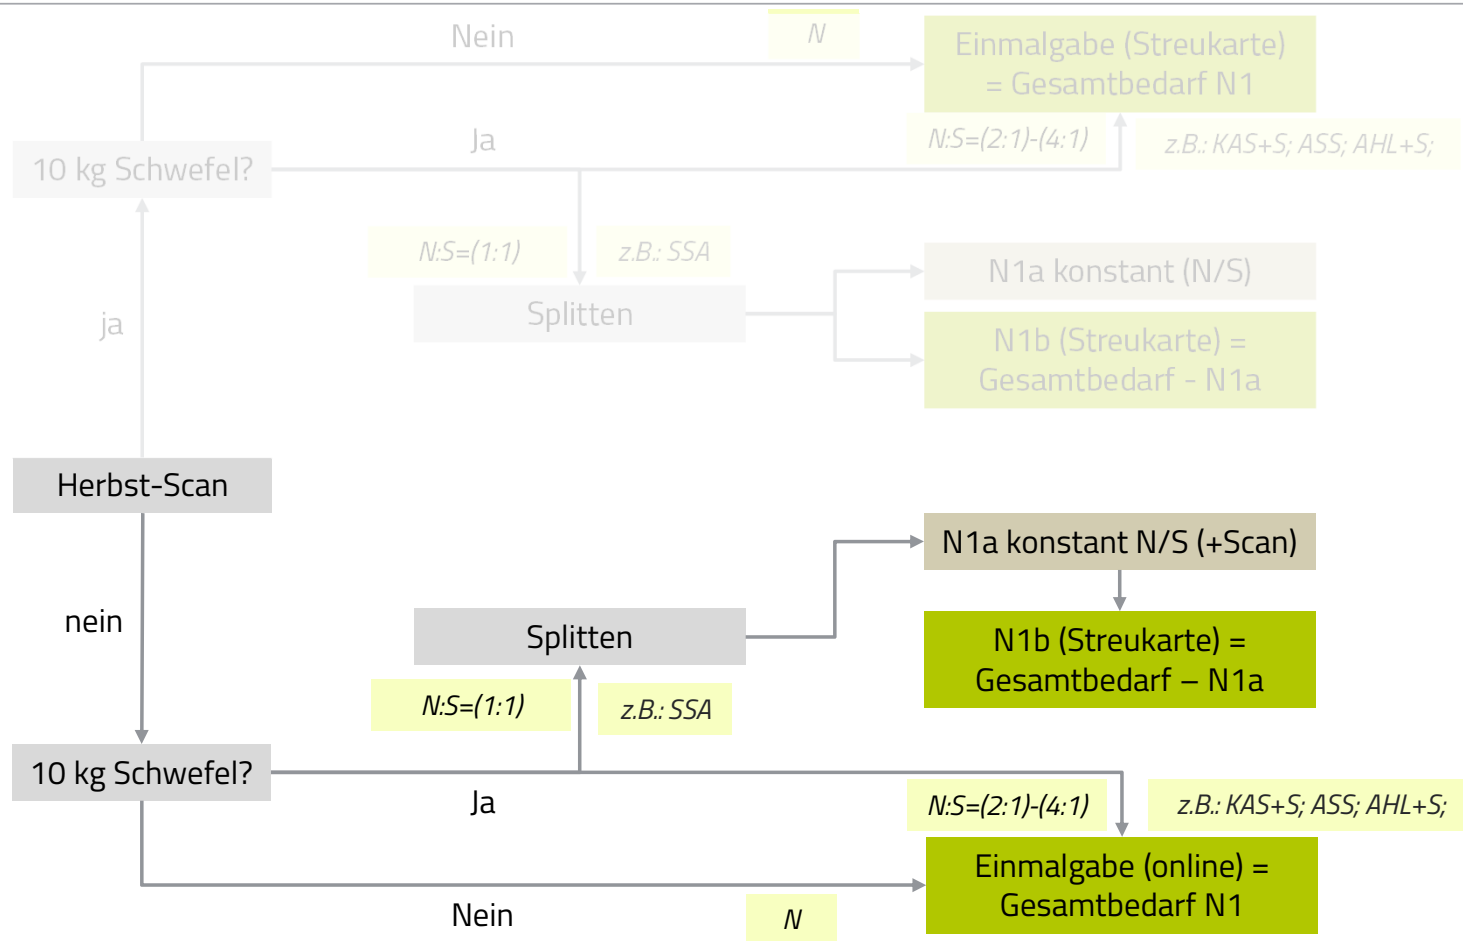 Nein
N
Einmalgabe (Streukarte)
= Gesamtbedarf N1
Ja
N:S=(2:1)-(4:1)
z.B.: KAS+S; ASS; AHL+S;
10 kg Schwefel?
N:S=(1:1)
z.B.: SSA
N1a konstant (N/S)
Splitten
ja
N1b (Streukarte) =
Gesamtbedarf - N1a
Herbst-Scan
N1a konstant N/S (+Scan)
nein
Splitten
N1b (Streukarte) =
Gesamtbedarf – N1a
N:S=(1:1)
z.B.: SSA
10 kg Schwefel?
Ja
N:S=(2:1)-(4:1)
z.B.: KAS+S; ASS; AHL+S;
Einmalgabe (online) =
Gesamtbedarf N1
Nein
N